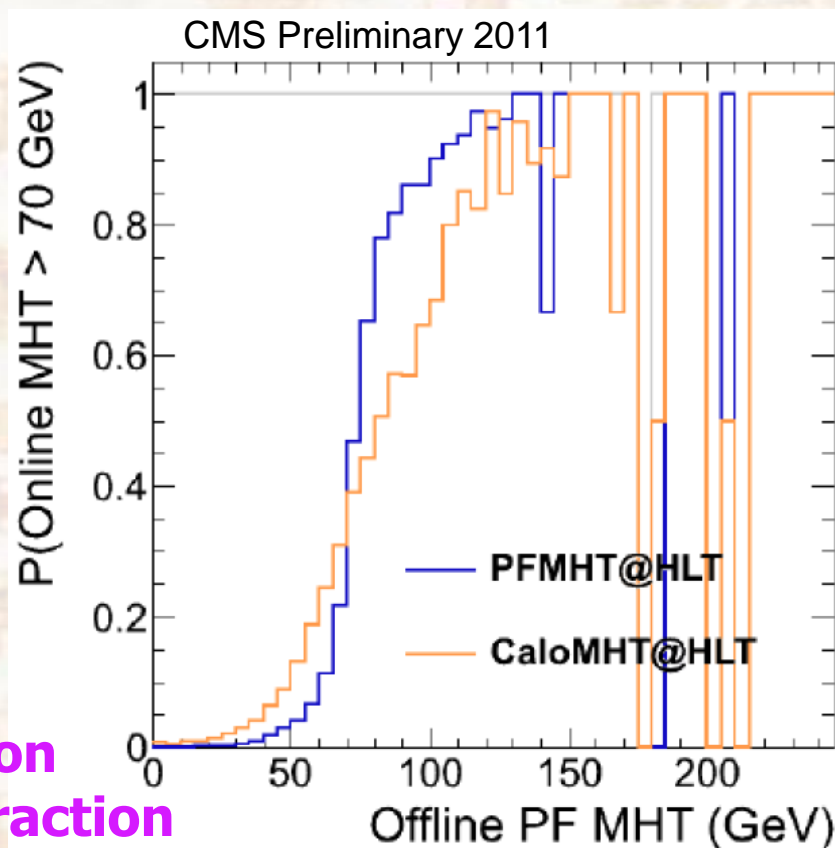 CMS Preliminary 2011
P(Online MHT > 70 GeV)
1
0.8
0.6
0.4
0.2
0
PFMHT@HLT
CaloMHT@HLT
0 50 100 150 200
Offline PF MHT (GeV)
on
raction